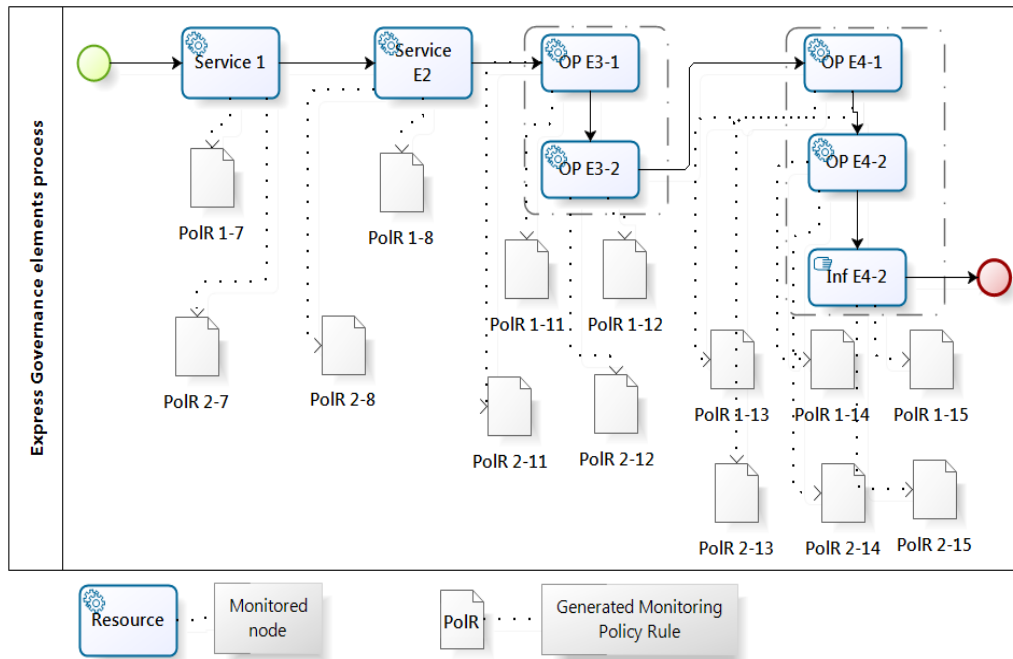 Express Governance elements process
Service 1
Service
E2
OP E3-1
OP E4-1
OP E3-2
OP E4-2
Inf E4-2
PolR 1-7
PolR 1-8
PolR 1-11
PolR 1-12
PolR 2-7
PolR 2-8
PolR 1-13
PolR 1-14
PolR 1-15
PolR 2-11
PolR 2-12
PolR 2-13
PolR 2-14
PolR 2-15
Resource
Monitored
node
PolR
Generated Monitoring
Policy Rule